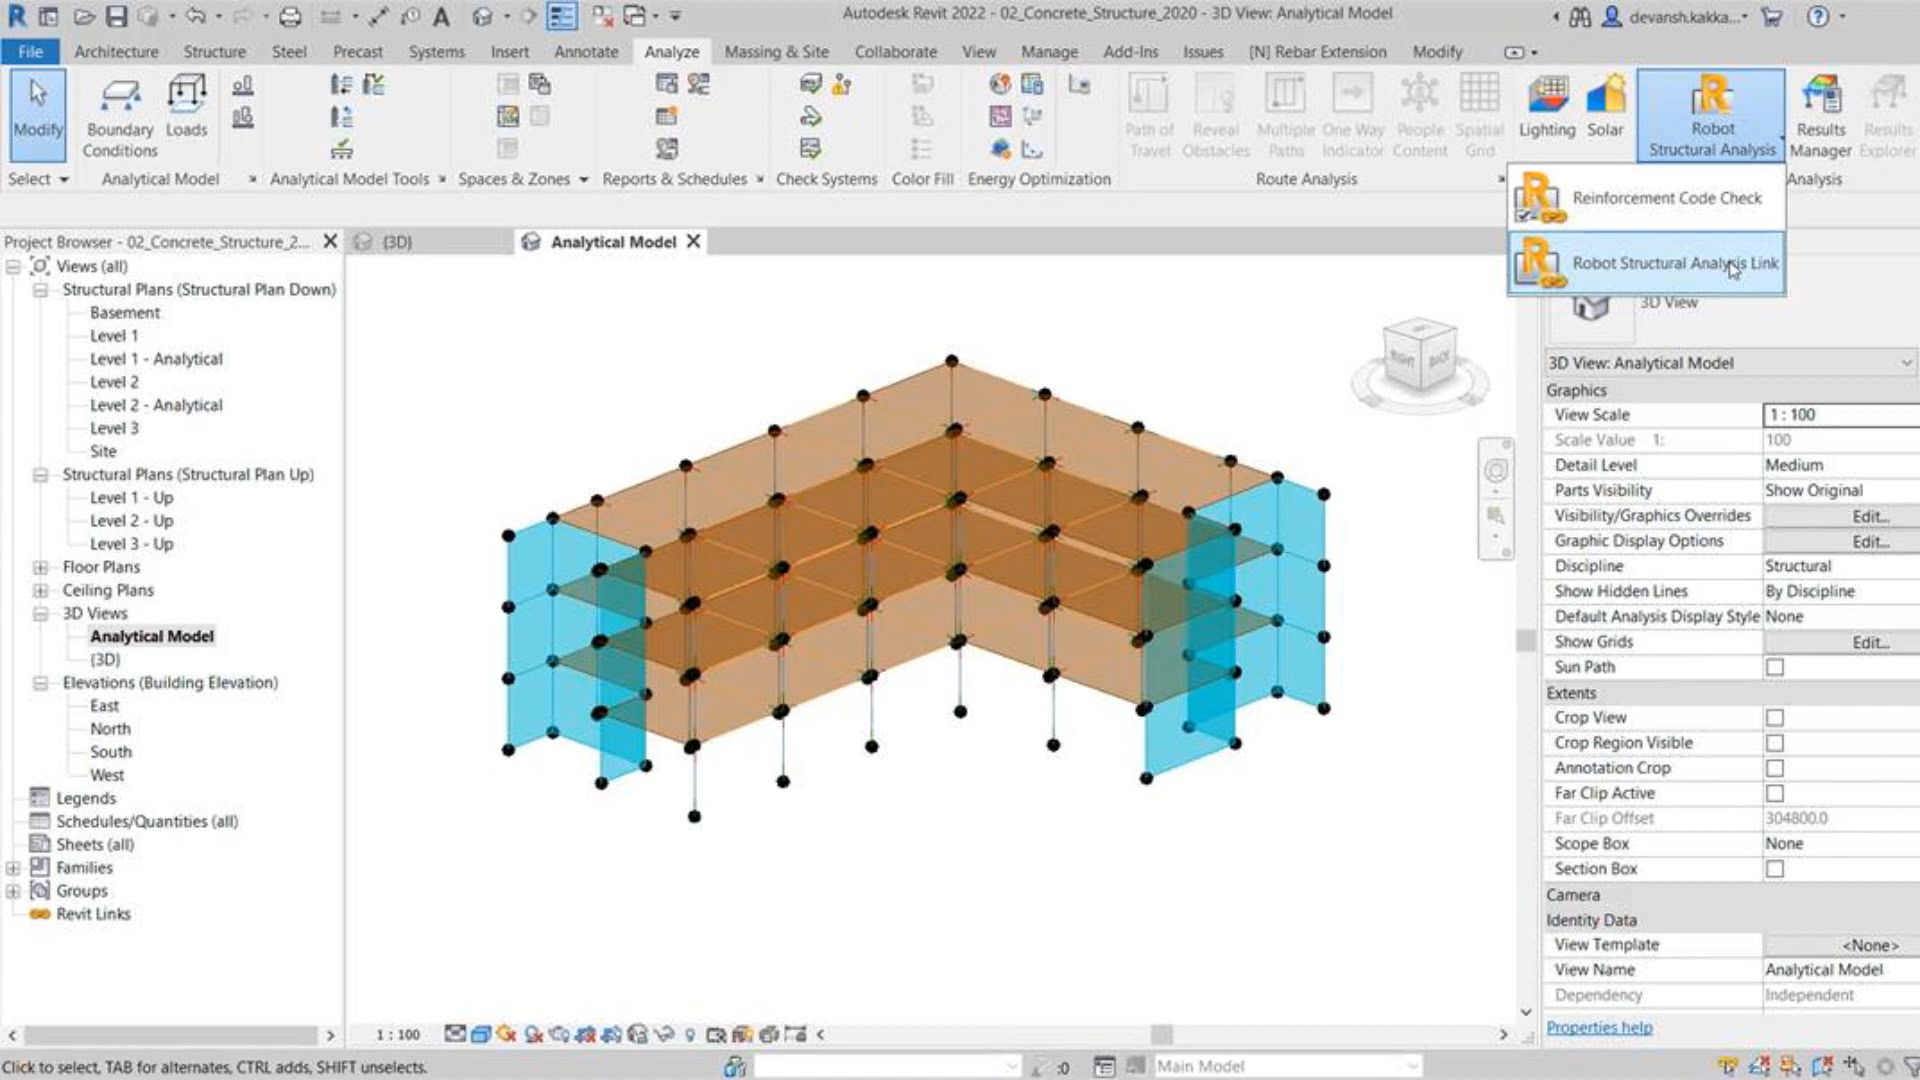 Autodesk Revit 2022 - 02_Concrete_Structure_2020 - 3D View: Analytical Model
devansh.kakka...
File Architecture Structure Steel Precast Systems Insert Annotate Analyze Massing & Site Collaborate View Manage Add-Ins Issues [N] Rebar Extension Modify
Modify
Boundary Conditions
Loads
Path of Travel
Reveal Obstacles
Multiple Paths
One Way Indicator
People Content
Spatial Grid
Lighting
Solar
Robot Structural Analysis
Results Manager
Results Explorer
Select
Analytical Model
Analytical Model Tools
Spaces & Zones
Reports & Schedules
Check Systems
Color Fill
Energy Optimization
Route Analysis
Analysis
Reinforcement Code Check
Robot Structural Analysis Link
Project Browser - 02_Concrete_Structure_2...
{3D}
Analytical Model
Views (all)
Structural Plans (Structural Plan Down)
Basement
Level 1
Level 1 - Analytical
Level 2
Level 2 - Analytical
Level 3
Site
Structural Plans (Structural Plan Up)
Level 1 - Up
Level 2 - Up
Level 3 - Up
Floor Plans
Ceiling Plans
3D Views
Analytical Model
{3D}
Elevations (Building Elevation)
East
North
South
West
Legends
Schedules/Quantities (all)
Sheets (all)
Families
Groups
Revit Links
RIGHT
BACK
3D View
3D View: Analytical Model
Graphics
View Scale 1 : 100
Scale Value 1: 100
Detail Level Medium
Parts Visibility Show Original
Visibility/Graphics Overrides Edit...
Graphic Display Options Edit...
Discipline Structural
Show Hidden Lines By Discipline
Default Analysis Display Style None
Show Grids Edit...
Sun Path
Extents
Crop View
Crop Region Visible
Annotation Crop
Far Clip Active
Far Clip Offset 304800.0
Scope Box None
Section Box
Camera
Identity Data
View Template <None>
View Name Analytical Model
Dependency Independent
Properties help
1 : 100
Click to select, TAB for alternates, CTRL adds, SHIFT unselects.
:0
Main Model